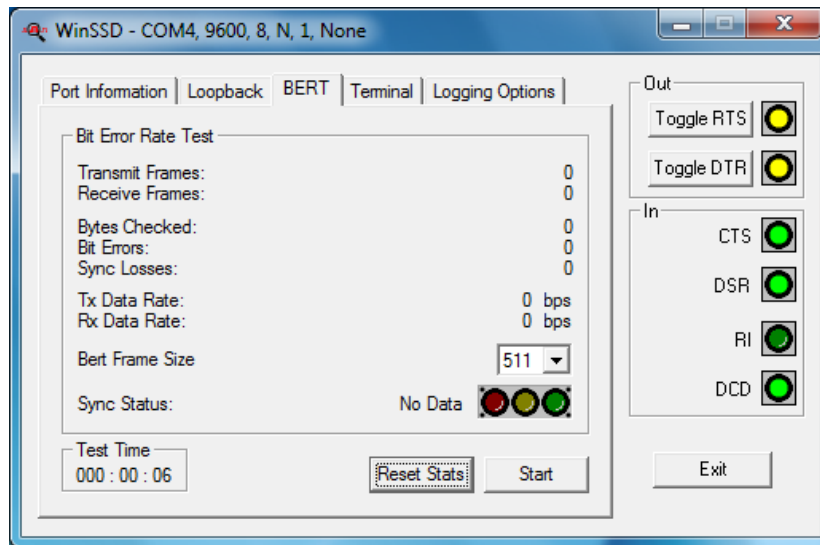 WinSSD - COM4, 9600, 8, N, 1, None
Port Information Loopback BERT Terminal Logging Options
Bit Error Rate Test
Transmit Frames: 0
Receive Frames: 0
Bytes Checked: 0
Bit Errors: 0
Sync Losses: 0
Tx Data Rate: 0 bps
Rx Data Rate: 0 bps
Bert Frame Size 511
Sync Status: No Data
Test Time
000 : 00 : 06
Reset Stats Start
Out
Toggle RTS
Toggle DTR
In
CTS
DSR
RI
DCD
Exit